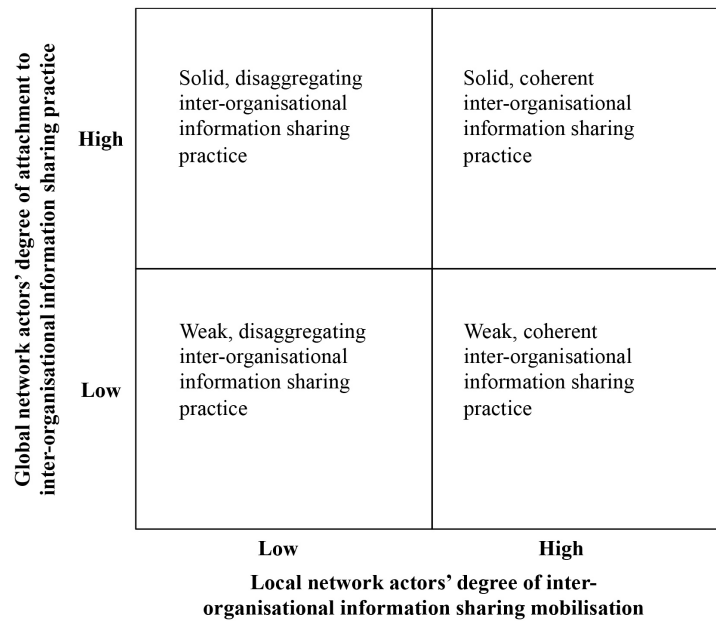 Global network actors’ degree of attachment to
inter-organisational information sharing practice
High
Solid, disaggregating
inter-organisational
information sharing
practice
Solid, coherent
inter-organisational
information sharing
practice
Low
Weak, disaggregating
inter-organisational
information sharing
practice
Weak, coherent
inter-organisational
information sharing
practice
Low
High
Local network actors’ degree of inter-
organisational information sharing mobilisation